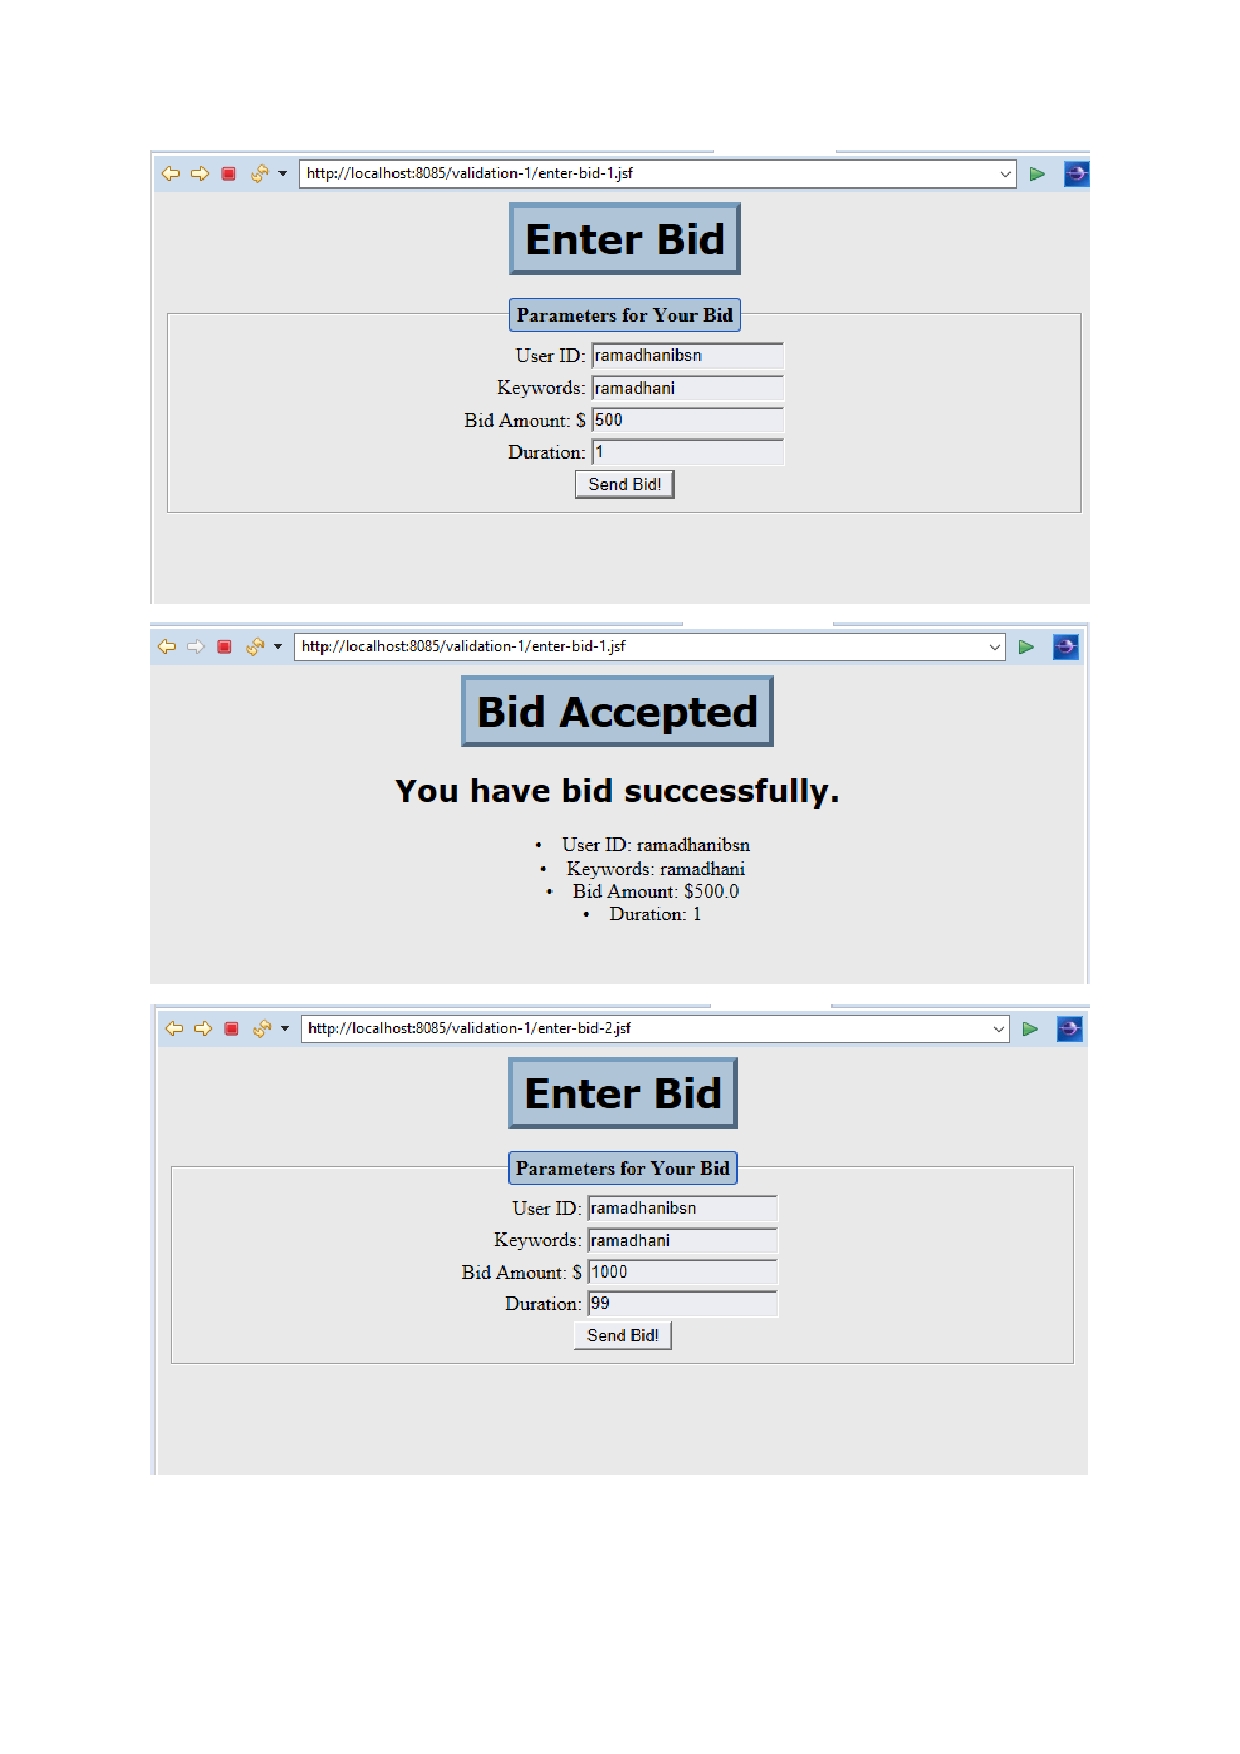 http://localhost:8085/validation-1/enter-bid-1.jsf
Enter Bid
Parameters for Your Bid
User ID: ramadhanibsn
Keywords: ramadhani
Bid Amount: $ 500
Duration: 1
Send Bid!
http://localhost:8085/validation-1/enter-bid-1.jsf
Bid Accepted
You have bid successfully.
• User ID: ramadhanibsn
• Keywords: ramadhani
• Bid Amount: $500.0
• Duration: 1
http://localhost:8085/validation-1/enter-bid-2.jsf
Enter Bid
Parameters for Your Bid
User ID: ramadhanibsn
Keywords: ramadhani
Bid Amount: $ 1000
Duration: 99
Send Bid!